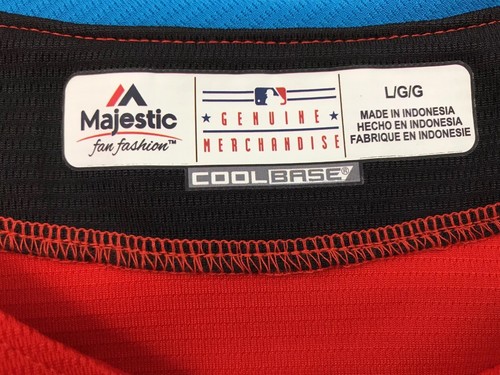 Majestic
fan fashion™
GENUINE
MERCHANDISE
L/G/G
MADE IN INDONESIA
HECHO EN INDONESIA
FABRIQUE EN INDONESIE
COOLBASE®